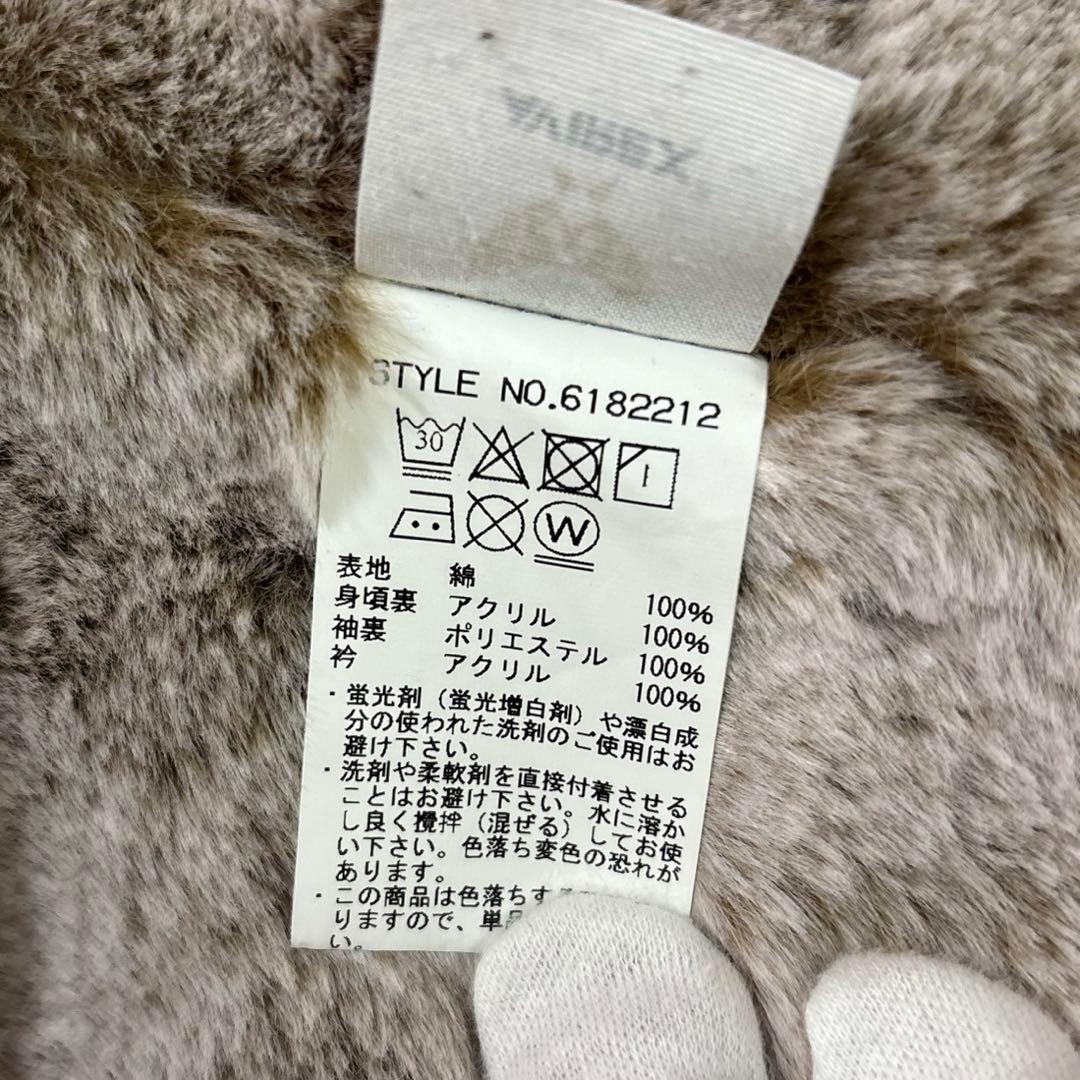 STYLE NO.6182212
30
W
表地 綿 100%
身頃裏 アクリル 100%
袖裏 ポリエステル 100%
衿 アクリル 100%
・蛍光剤（蛍光増白剤）や漂白成
分の使われた洗剤のご使用はお
避け下さい。
・洗剤や柔軟剤を直接付着させる
ことはお避け下さい。水に溶か
し良く攪拌（混ぜる）してお使
い下さい。色落ち変色の恐れが
あります。
・この商品は色落ちす
りますので、単品
い。